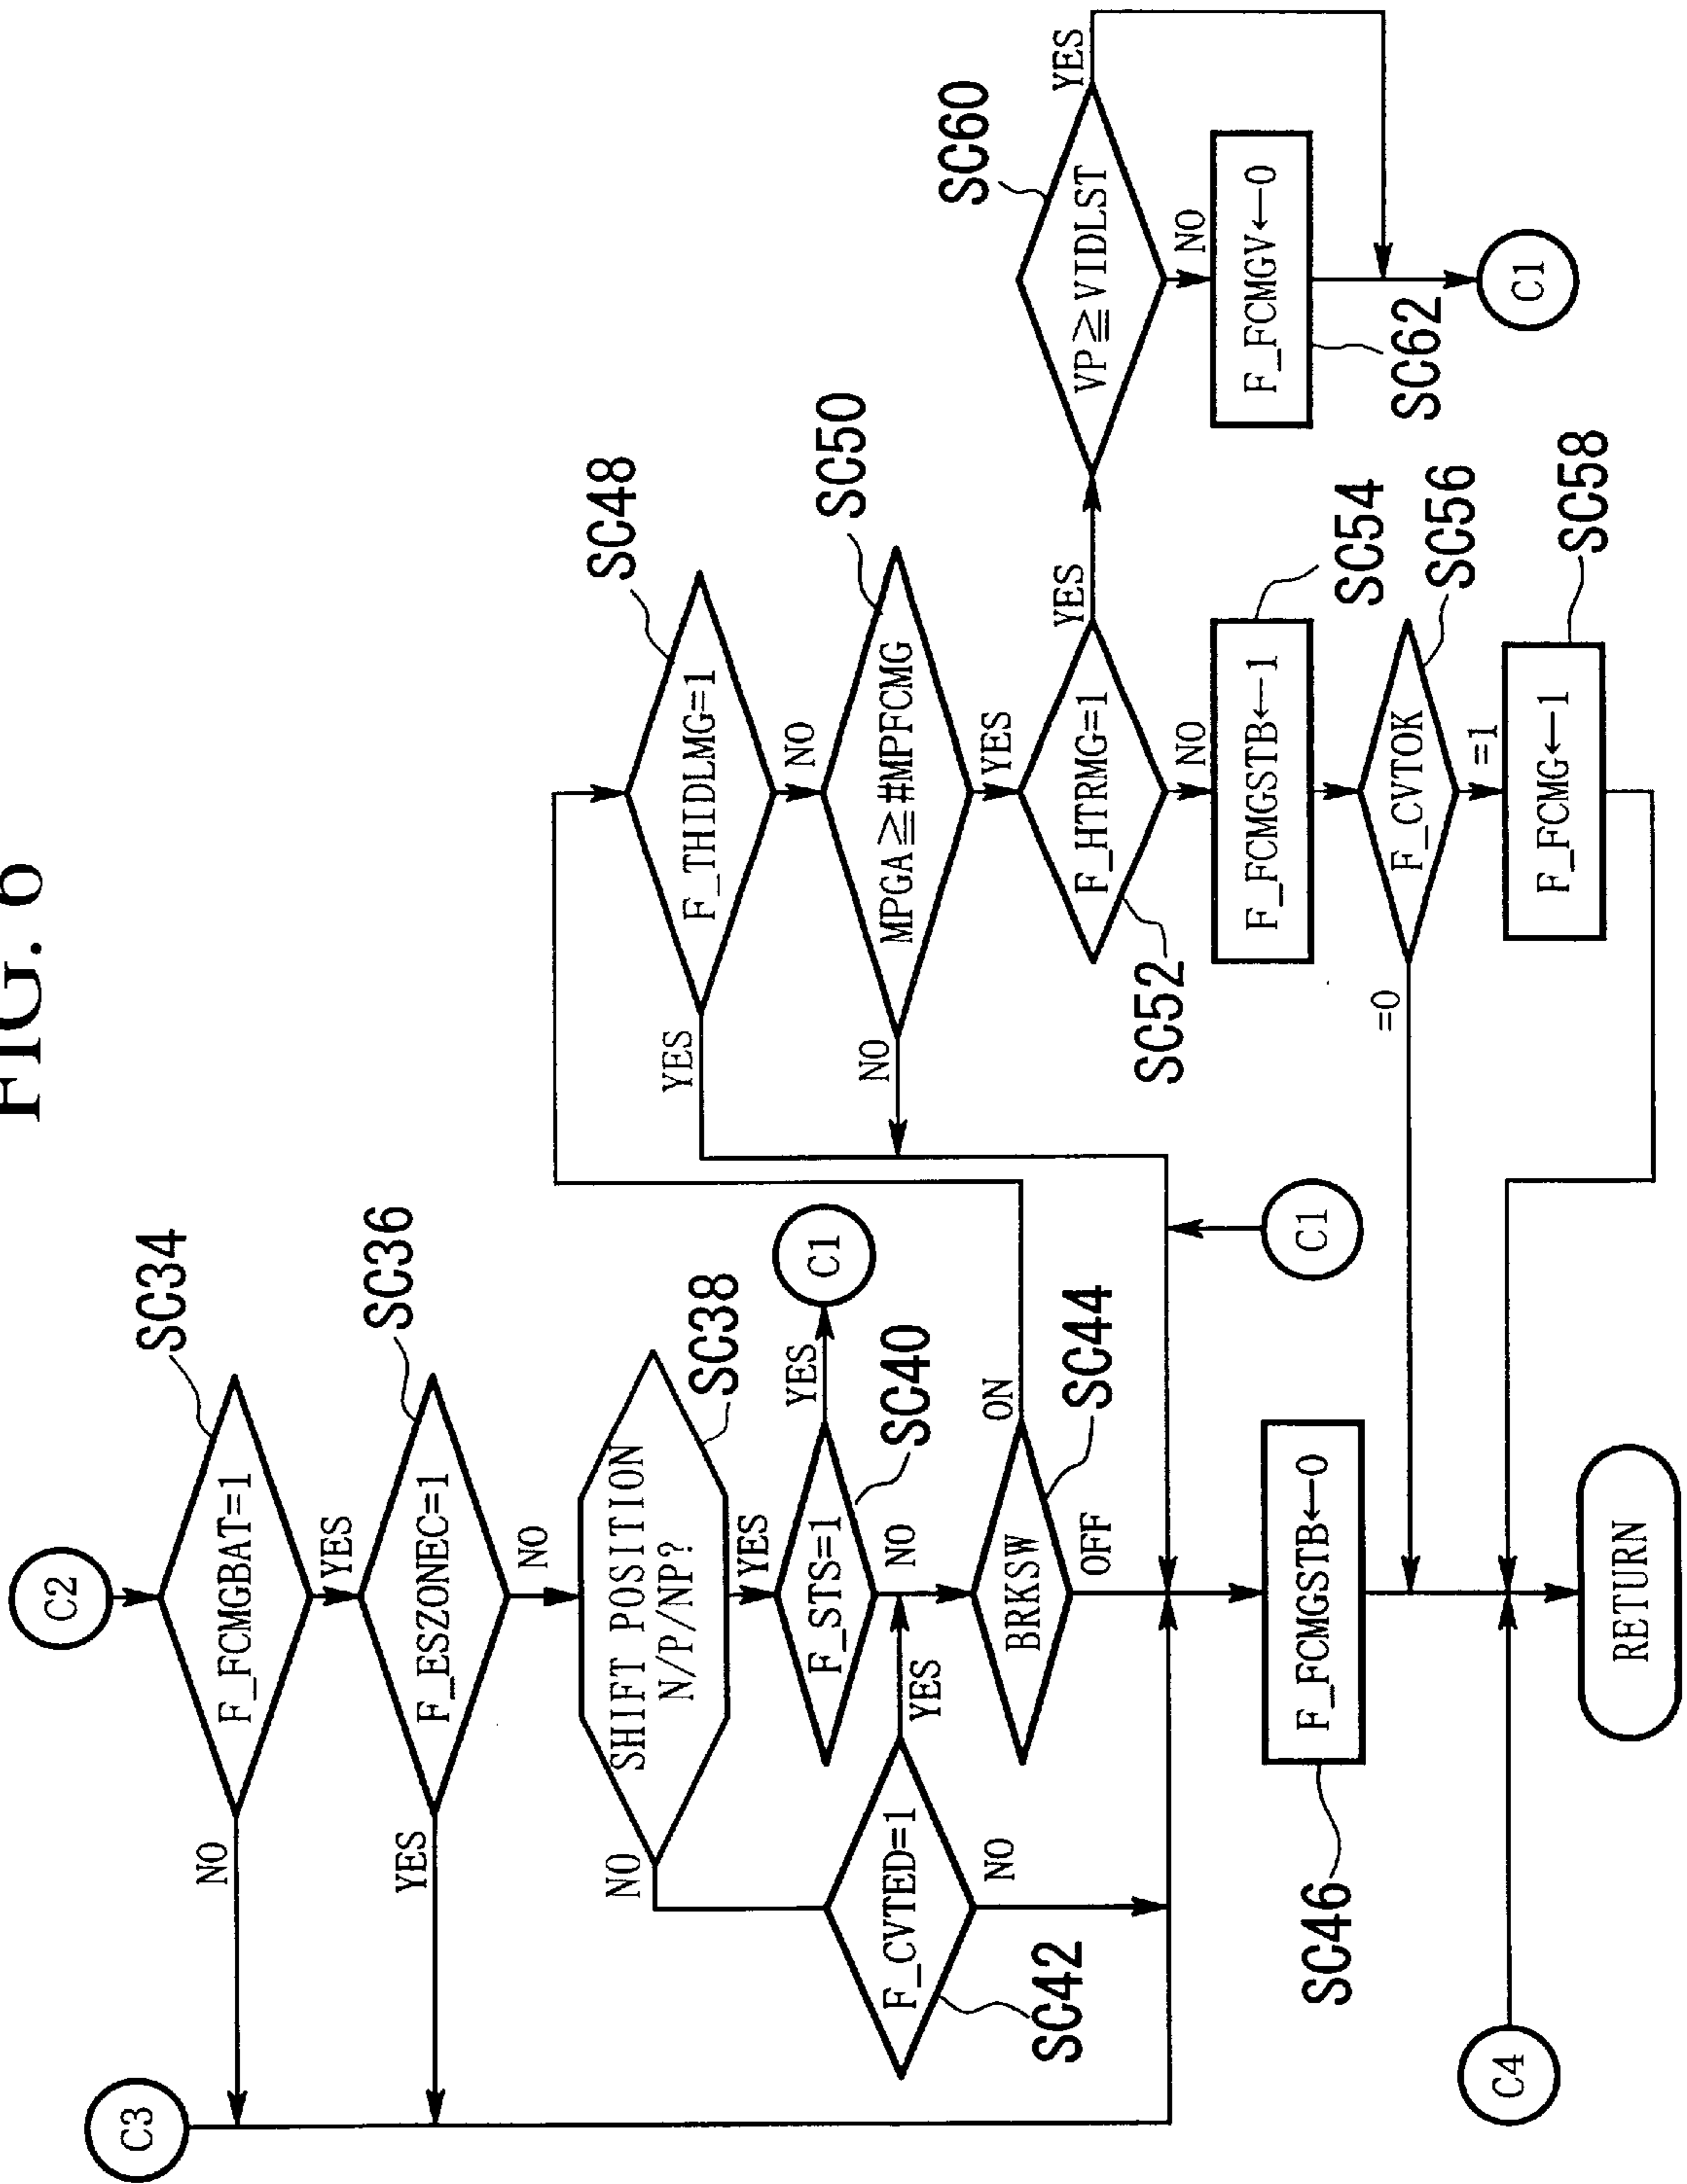 FIG. 6
C2
C3
SC34
F_FCMGBAT=1
NO
YES
SC36
F_ESZONEC=1
YES
NO
SHIFT POSITION
N/P/NP?
SC38
NO
YES
F_STS=1
YES
C1
SC40
NO
F_CVTED=1
YES
NO
SC42
BRKSW
ON
SC44
OFF
C1
F_FCMGSTB←0
SC46
C4
RETURN
SC48
F_THIDLMG=1
YES
NO
SC50
MPGA≧#MPFCMG
NO
YES
F_HTRMG=1
YES
SC52
NO
F_FCMGSTB←1
SC54
F_CVTOK
SC56
=0
=1
F_FCMG←1
SC58
SC60
VP≧VIDLST
YES
NO
F_FCMGV←0
SC62
C1